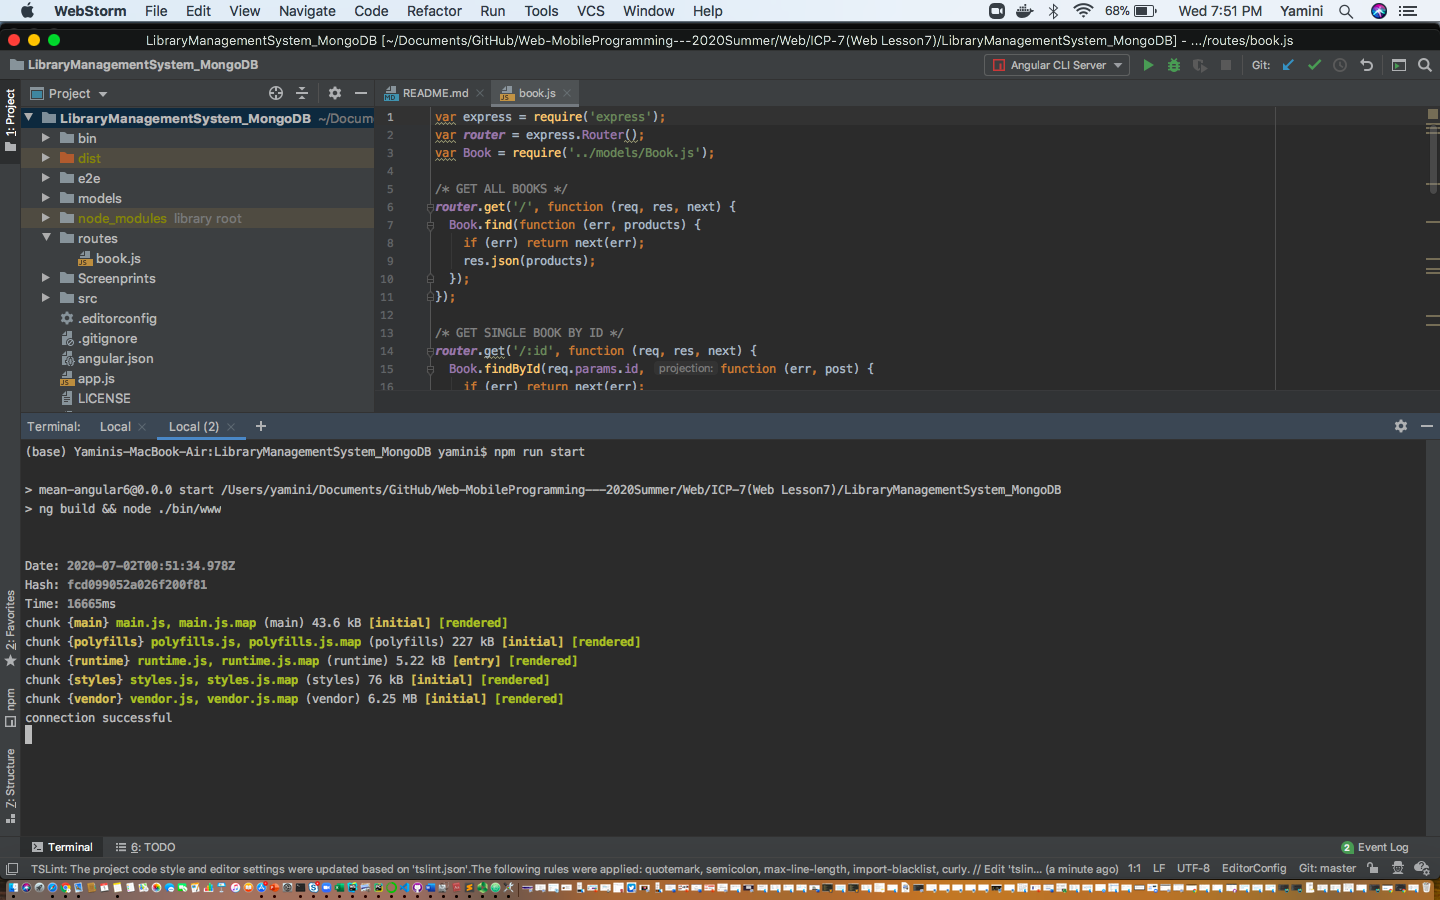 WebStorm File Edit View Navigate Code Refactor Run Tools VCS Window Help 68% Wed 7:51 PM Yamini
LibraryManagementSystem_MongoDB [~/Documents/GitHub/Web-MobileProgramming---2020Summer/Web/ICP-7(Web Lesson7)/LibraryManagementSystem_MongoDB] - .../routes/book.js
LibraryManagementSystem_MongoDB Angular CLI Server Git:
1: Project
Project
LibraryManagementSystem_MongoDB ~/Docume
bin
dist
e2e
models
node_modules library root
routes
book.js
Screenprints
src
.editorconfig
.gitignore
angular.json
app.js
LICENSE
README.md book.js
1 var express = require('express');
2 var router = express.Router();
3 var Book = require('../models/Book.js');
4
5 /* GET ALL BOOKS */
6 router.get('/', function (req, res, next) {
7 Book.find(function (err, products) {
8 if (err) return next(err);
9 res.json(products);
10 });
11 });
12
13 /* GET SINGLE BOOK BY ID */
14 router.get('/:id', function (req, res, next) {
15 Book.findById(req.params.id, projection: function (err, post) {
16 if (err) return next(err);
Terminal: Local Local (2)
(base) Yaminis-MacBook-Air:LibraryManagementSystem_MongoDB yamini$ npm run start
> mean-angular6@0.0.0 start /Users/yamini/Documents/GitHub/Web-MobileProgramming---2020Summer/Web/ICP-7(Web Lesson7)/LibraryManagementSystem_MongoDB
> ng build && node ./bin/www
Date: 2020-07-02T00:51:34.978Z
Hash: fcd099052a026f200f81
Time: 16665ms
chunk {main} main.js, main.js.map (main) 43.6 kB [initial] [rendered]
chunk {polyfills} polyfills.js, polyfills.js.map (polyfills) 227 kB [initial] [rendered]
chunk {runtime} runtime.js, runtime.js.map (runtime) 5.22 kB [entry] [rendered]
chunk {styles} styles.js, styles.js.map (styles) 76 kB [initial] [rendered]
chunk {vendor} vendor.js, vendor.js.map (vendor) 6.25 MB [initial] [rendered]
connection successful
2: Favorites
npm
7: Structure
Terminal 6: TODO 2 Event Log
TSLint: The project code style and editor settings were updated based on 'tslint.json'.The following rules were applied: quotemark, semicolon, max-line-length, import-blacklist, curly. // Edit 'tslin... (a minute ago) 1:1 LF UTF-8 EditorConfig Git: master